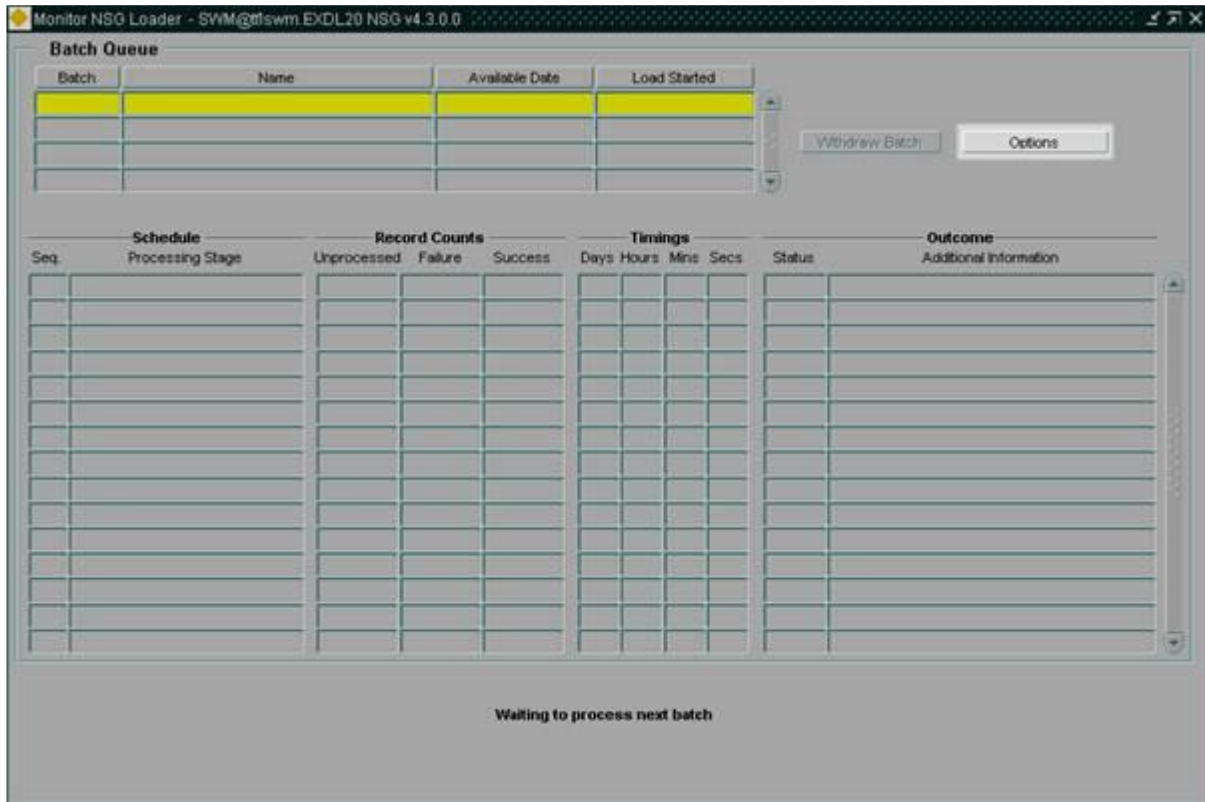 Monitor NSG Loader - SWM@ttlswm.EXDL20 NSG v4.3.0.0
Batch Queue
Batch Name Available Date Load Started
Withdraw Batch Options
Schedule Record Counts Timings Outcome
Seq. Processing Stage Unprocessed Failure Success Days Hours Mins Secs Status Additional Information
Waiting to process next batch